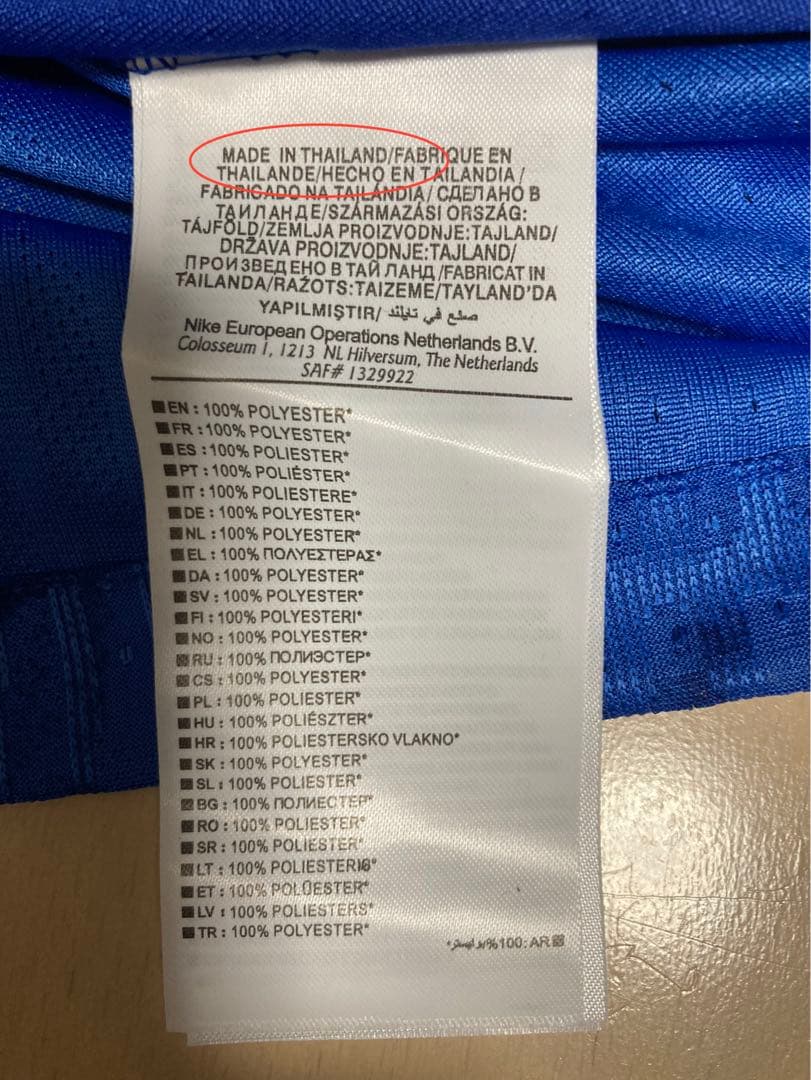 MADE IN THAILAND/FABRIQUE EN
THAILANDE/HECHO EN TAILANDIA /
FABRICADO NA TAILANDIA / СДЕЛАНО В
ТАИЛАНДЕ/SZÁRMAZÁSI ORSZÁG:
TÁJFÖLD/ZEMLJA PROIZVODNJE:TAJLAND/
DRŽAVA PROIZVODNJE:TAJLAND/
ПРОИЗВЕДЕНО В ТАЙЛАНД /FABRICAT IN
TAILANDA/RAŽOTS:TAIZEME/TAYLAND'DA
YAPILMIŞTIR/ صنع في تايلند
Nike European Operations Netherlands B.V.
Colosseum 1, 1213 NL Hilversum, The Netherlands
SAF# 1329922
EN : 100% POLYESTER*
FR : 100% POLYESTER*
ES : 100% POLIESTER*
PT : 100% POLIÉSTER*
IT : 100% POLIESTERE*
DE : 100% POLYESTER*
NL : 100% POLYESTER*
EL : 100% ΠΟΛΥΕΣΤΕΡΑΣ*
DA : 100% POLYESTER*
SV : 100% POLYESTER*
FI : 100% POLYESTERI*
NO : 100% POLYESTER*
RU : 100% ПОЛИЭСТЕР*
CS : 100% POLYESTER*
PL : 100% POLIESTER*
HU : 100% POLIÉSZTER*
HR : 100% POLIESTERSKO VLAKNO*
SK : 100% POLYESTER*
SL : 100% POLIESTER*
BG : 100% ПОЛИЕСТЕР*
RO : 100% POLIESTER*
SR : 100% POLIESTER*
LT : 100% POLIESTERIS*
ET : 100% POLÜESTER*
LV : 100% POLIESTERS*
TR : 100% POLYESTER*
AR :100% بوليستر*